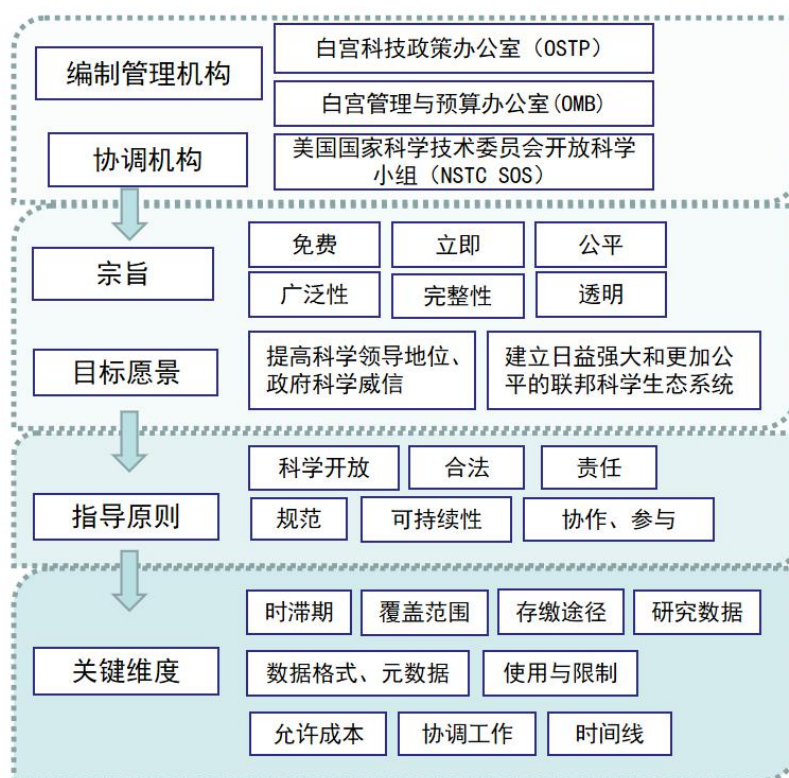 编制管理机构
白宫科技政策办公室（OSTP）
白宫管理与预算办公室(OMB)
协调机构
美国国家科学技术委员会开放科学
小组（NSTC SOS）
宗旨
免费
立即
公平
广泛性
完整性
透明
目标愿景
提高科学领导地位、
政府科学威信
建立日益强大和更加公
平的联邦科学生态系统
指导原则
科学开放
合法
责任
规范
可持续性
协作、参与
关键维度
时滞期
覆盖范围
存缴途径
研究数据
数据格式、元数据
使用与限制
允许成本
协调工作
时间线